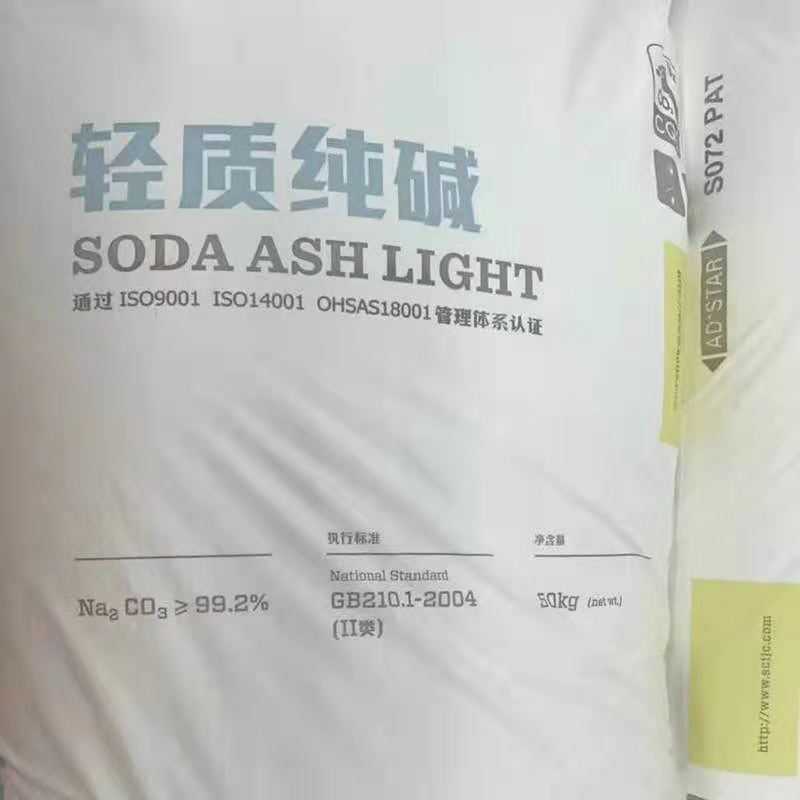 轻质纯碱
SODA ASH LIGHT
通过 ISO9001 ISO14001 OHSAS18001 管理体系认证
Na₂ CO₃ ≥ 99.2%
执行标准
National Standard
GB210.1-2004
(II类)
净含量
50kg (net wt.)
S072 PAT
AD*STAR
http://www.scljc.com